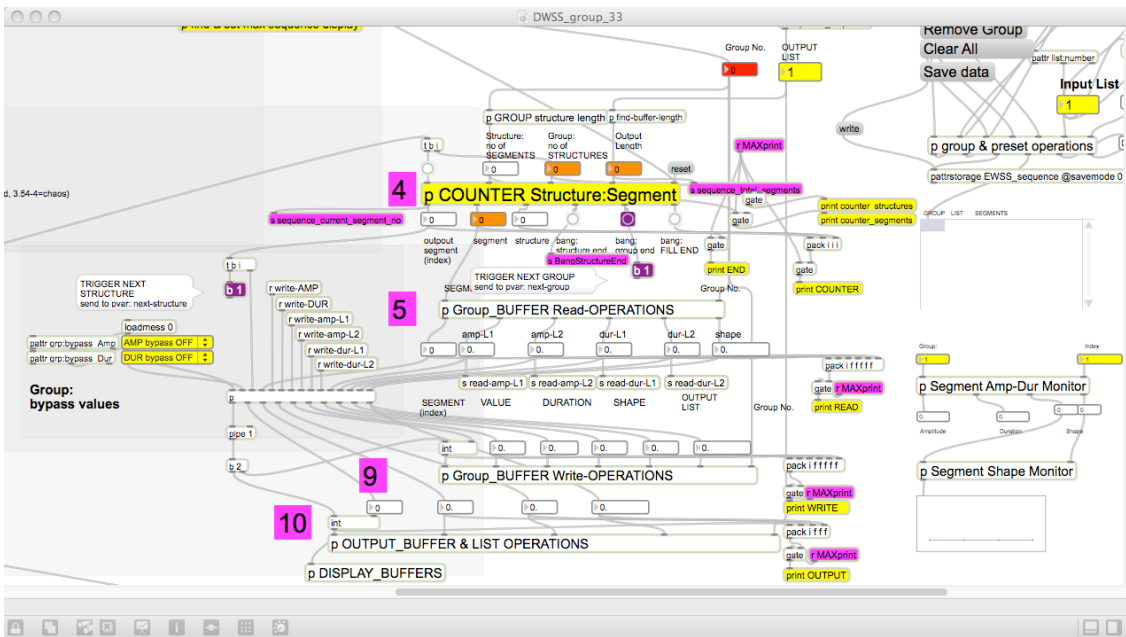 DWSS_group_33
p find & set max sequence display
Group No.
OUTPUT
LIST
0
1
Remove Group
Clear All
Save data
pattr list:number
Input List
1
write
p GROUP structure length
p find-buffer-length
r MAXprint
p group & preset operations
pattrstorage EWSS_sequence @savemode 0
t b i
Structure:
no of
SEGMENTS
Group:
no of
STRUCTURES
Output
Length
0
0
0
reset
d, 3.54-4=chaos)
4
p COUNTER Structure:Segment
s sequence_total_segments
gate
print counter_structures
print counter_segments
GROUP LIST SEGMENTS
s sequence_current_segment_no
0
0
0
gate
outpout
segment
(index)
segment
structure
bang:
structure end
bang:
group end
bang:
FILL END
s BangStructureEnd
b 1
gate
pack i i i
print END
gate
print COUNTER
t b i
b 1
TRIGGER NEXT
STRUCTURE
send to pvar: next-structure
TRIGGER NEXT GROUP
send to pvar: next-group
r write-AMP
r write-DUR
r write-amp-L1
r write-amp-L2
r write-dur-L1
r write-dur-L2
Group No.
5
p Group_BUFFER Read-OPERATIONS
loadmess 0
pattr grp:bypass_Amp
AMP bypass OFF
pattr grp:bypass_Dur
DUR bypass OFF
amp-L1
amp-L2
dur-L1
dur-L2
shape
0
0.
0.
0.
0.
0.
Group:
1
Index:
1
pack i f f f f f
p Segment Amp-Dur Monitor
s read-amp-L1
s read-amp-L2
s read-dur-L1
s read-dur-L2
gate
r MAXprint
print READ
Group:
bypass values
p
SEGMENT
(index)
VALUE
DURATION
SHAPE
OUTPUT
LIST
Group No.
0.
0.
0
0
Amplitude
Duration
Shape
pipe 1
b 2
int
0.
0.
0.
0.
0.
9
p Group_BUFFER Write-OPERATIONS
pack i f f f f f
gate
r MAXprint
print WRITE
p Segment Shape Monitor
0
0.
0.
0.
10
int
pack i f f f
p OUTPUT_BUFFER & LIST OPERATIONS
gate
r MAXprint
p DISPLAY_BUFFERS
print OUTPUT